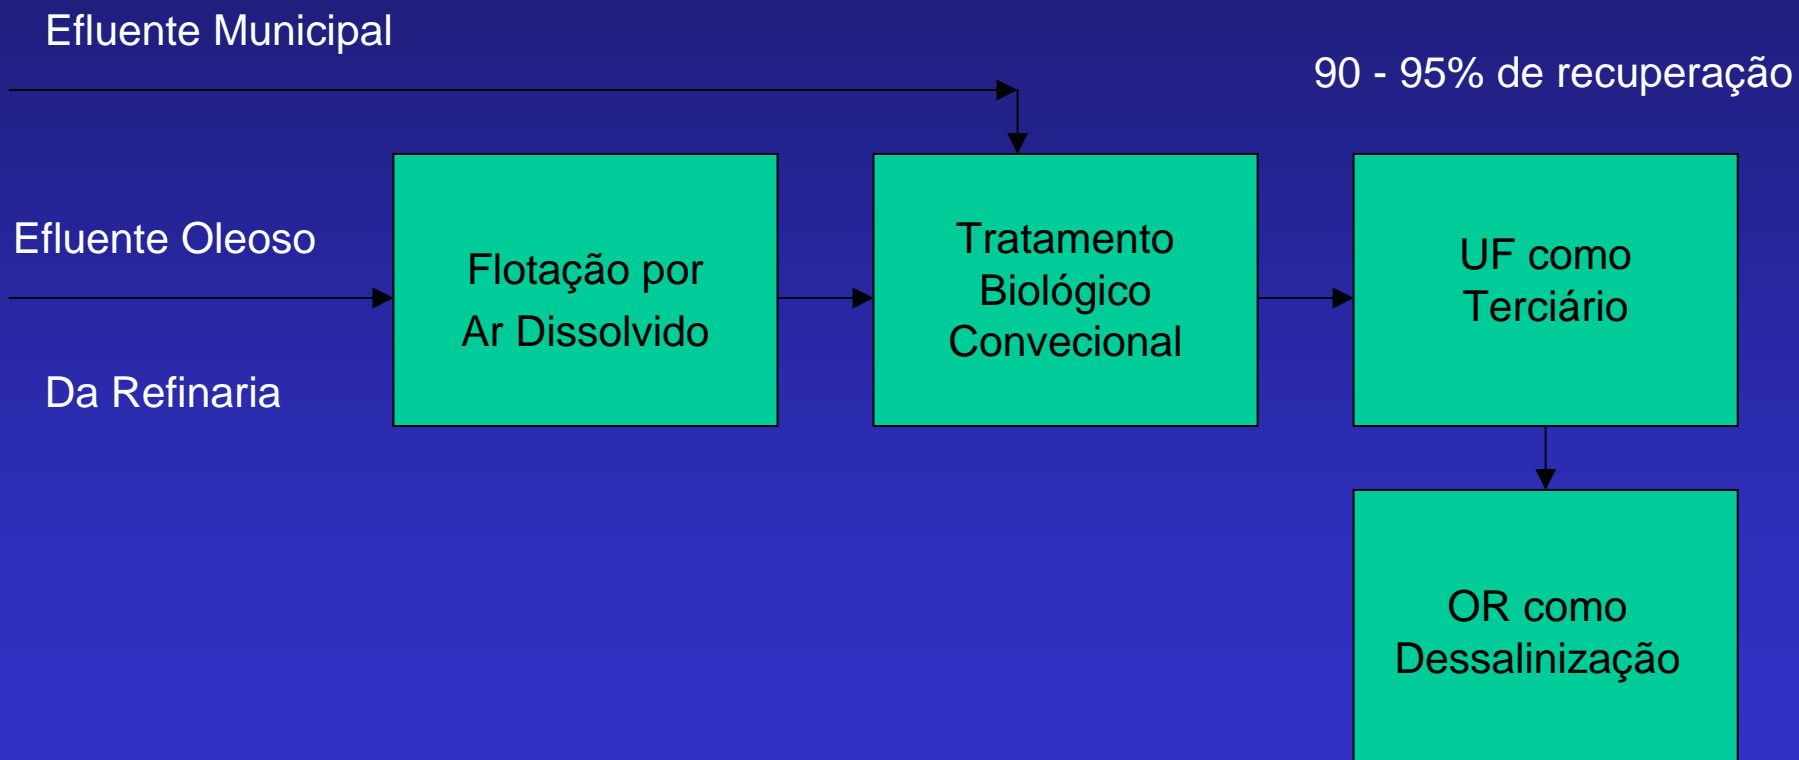 Efluente Municipal
90 - 95% de recuperação
Efluente Oleoso
Da Refinaria
Flotação por
Ar Dissolvido
Tratamento
Biológico
Convecional
UF como
Terciário
OR como
Dessalinização